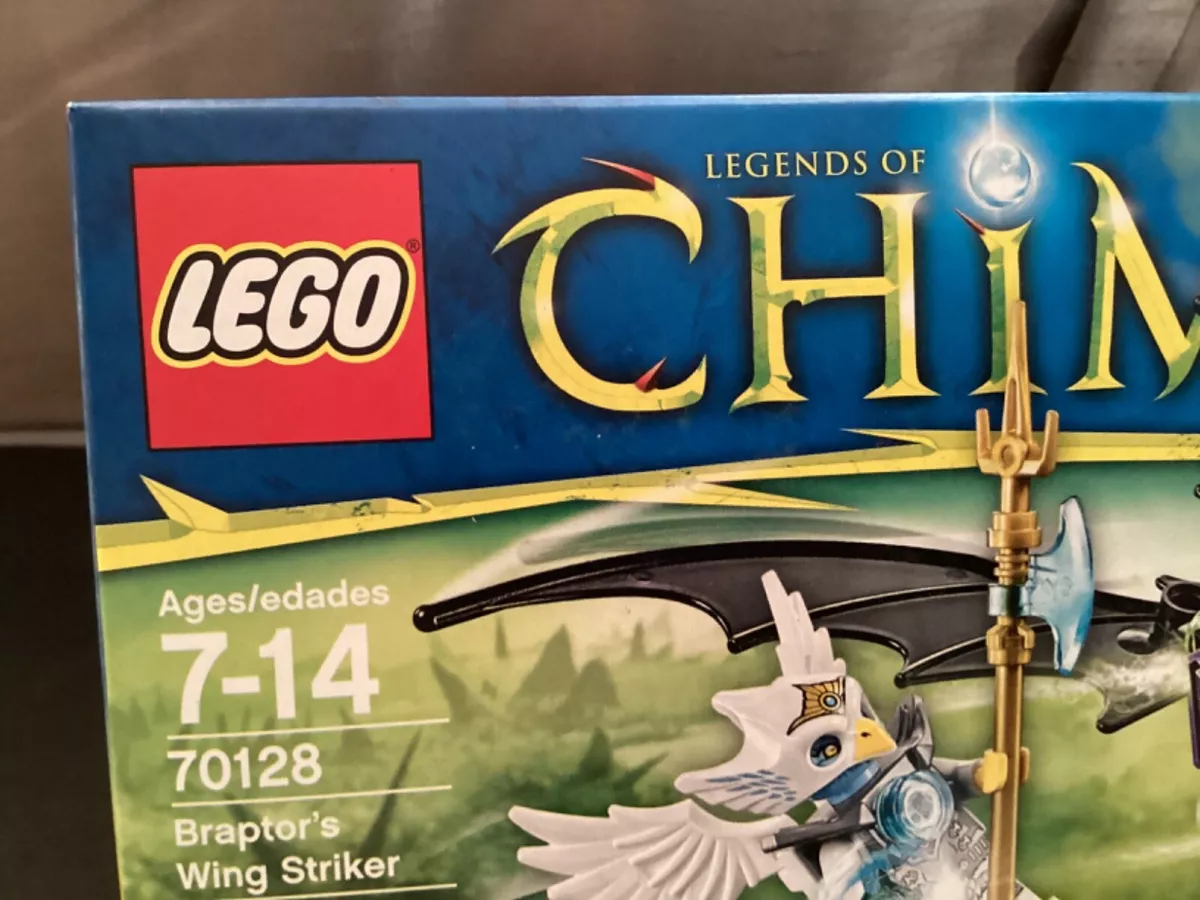 LEGO®
LEGENDS OF
CHIM
Ages/edades
7-14
70128
Braptor's
Wing Striker